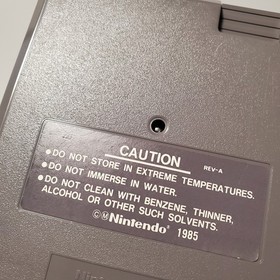 CAUTION
REV-A
•DO NOT STORE IN EXTREME TEMPERATURES.
•DO NOT IMMERSE IN WATER.
•DO NOT CLEAN WITH BENZENE, THINNER,
ALCOHOL OR OTHER SUCH SOLVENTS.
©ⓂNintendo® 1985